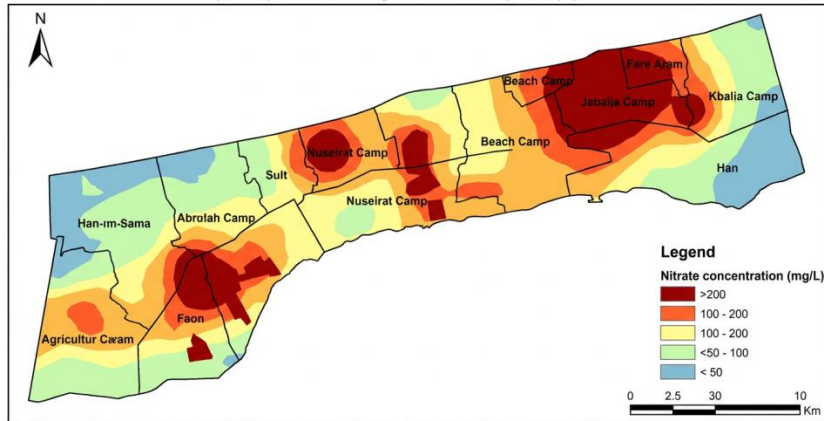 N
Beach Camp
Fare Aram
Jabalja Camp
Kbalia Camp
Nuseirat Camp
Beach Camp
Sult
Han
Nuseirat Camp
Han-ım-Sama
Abrolah Camp
Faon
Legend
Nitrate concentration (mg/L)
>200
100 - 200
100 - 200
<50 - 100
< 50
0 2.5 30 10
Km